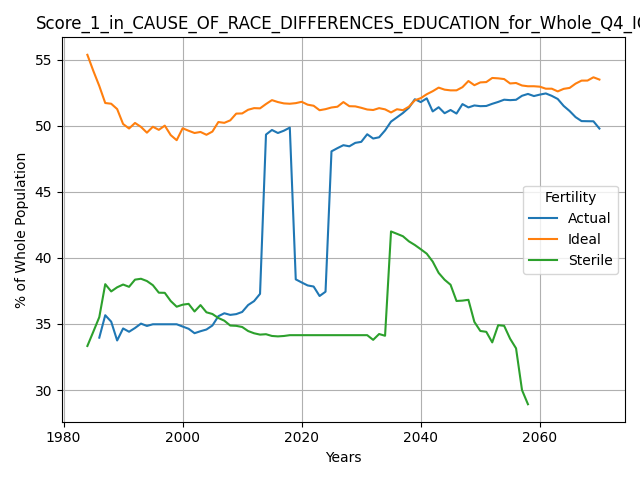 Score_1_in_CAUSE_OF_RACE_DIFFERENCES_EDUCATION_for_Whole_Q4_IQ
% of Whole Population
55
50
45
40
35
30
Fertility
Actual
Ideal
Sterile
1980
2000
2020
2040
2060
Years